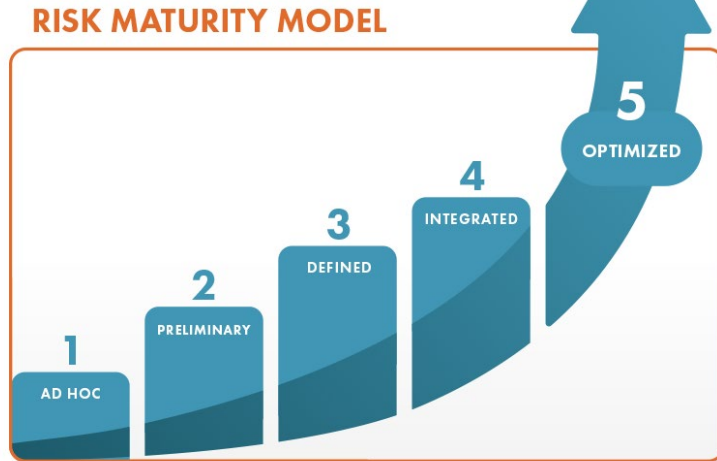 RISK MATURITY MODEL
1
AD HOC
2
PRELIMINARY
3
DEFINED
4
INTEGRATED
5
OPTIMIZED